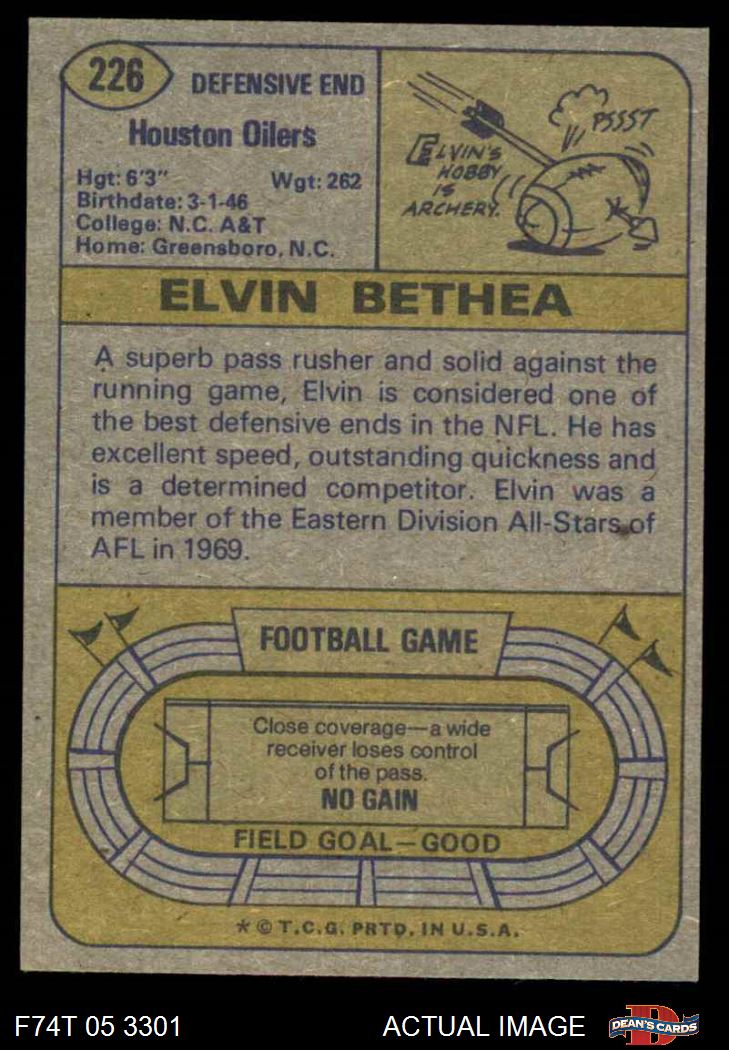 226
DEFENSIVE END
Houston Oilers
Hgt: 6'3" Wgt: 262
Birthdate: 3-1-46
College: N.C. A&T
Home: Greensboro, N.C.
ELVIN'S
HOBBY
IS
ARCHERY.
PSSST
ELVIN BETHEA
A superb pass rusher and solid against the
running game, Elvin is considered one of
the best defensive ends in the NFL. He has
excellent speed, outstanding quickness and
is a determined competitor. Elvin was a
member of the Eastern Division All-Stars of
AFL in 1969.
FOOTBALL GAME
Close coverage—a wide
receiver loses control
of the pass.
NO GAIN
FIELD GOAL—GOOD
* © T.C.G. PRTD. IN U.S.A.
F74T 05 3301
ACTUAL IMAGE
D
DEAN'S CARDS